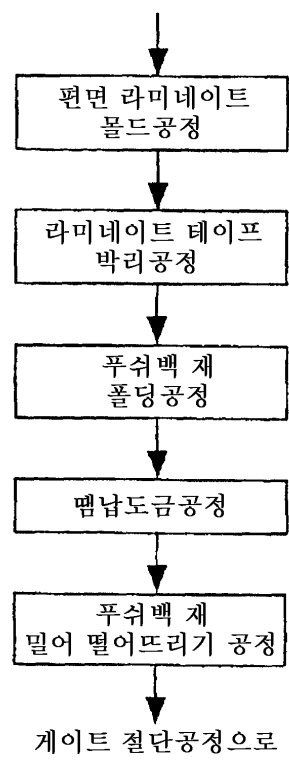 편면 라미네이트
몰드공정
라미네이트 테이프
박리공정
푸쉬백 재
폴딩공정
땜납도금공정
푸쉬백 재
밀어 떨어뜨리기 공정
게이트 절단공정으로